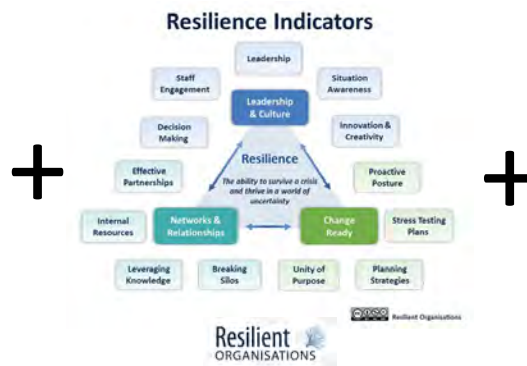 Resilience Indicators
Leadership
Staff
Engagement
Situation
Awareness
Leadership
& Culture
Decision
Making
Innovation &
Creativity
Resilience
The ability to survive a crisis
and thrive in a world of
uncertainty
Effective
Partnerships
Proactive
Posture
Internal
Resources
Networks &
Relationships
Change
Ready
Stress Testing
Plans
Leveraging
Knowledge
Breaking
Silos
Unity of
Purpose
Planning
Strategies
Resilient Organisations
Resilient
ORGANISATIONS
+
+